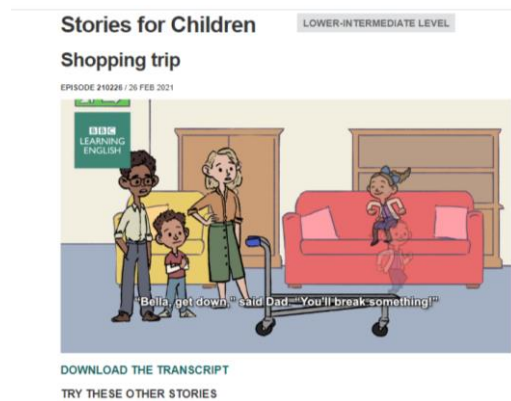 Stories for Children
LOWER-INTERMEDIATE LEVEL
Shopping trip
EPISODE 210226 / 26 FEB 2021
BBC
LEARNING
ENGLISH
"Bella, get down," said Dad. "You'll break something!"
DOWNLOAD THE TRANSCRIPT
TRY THESE OTHER STORIES